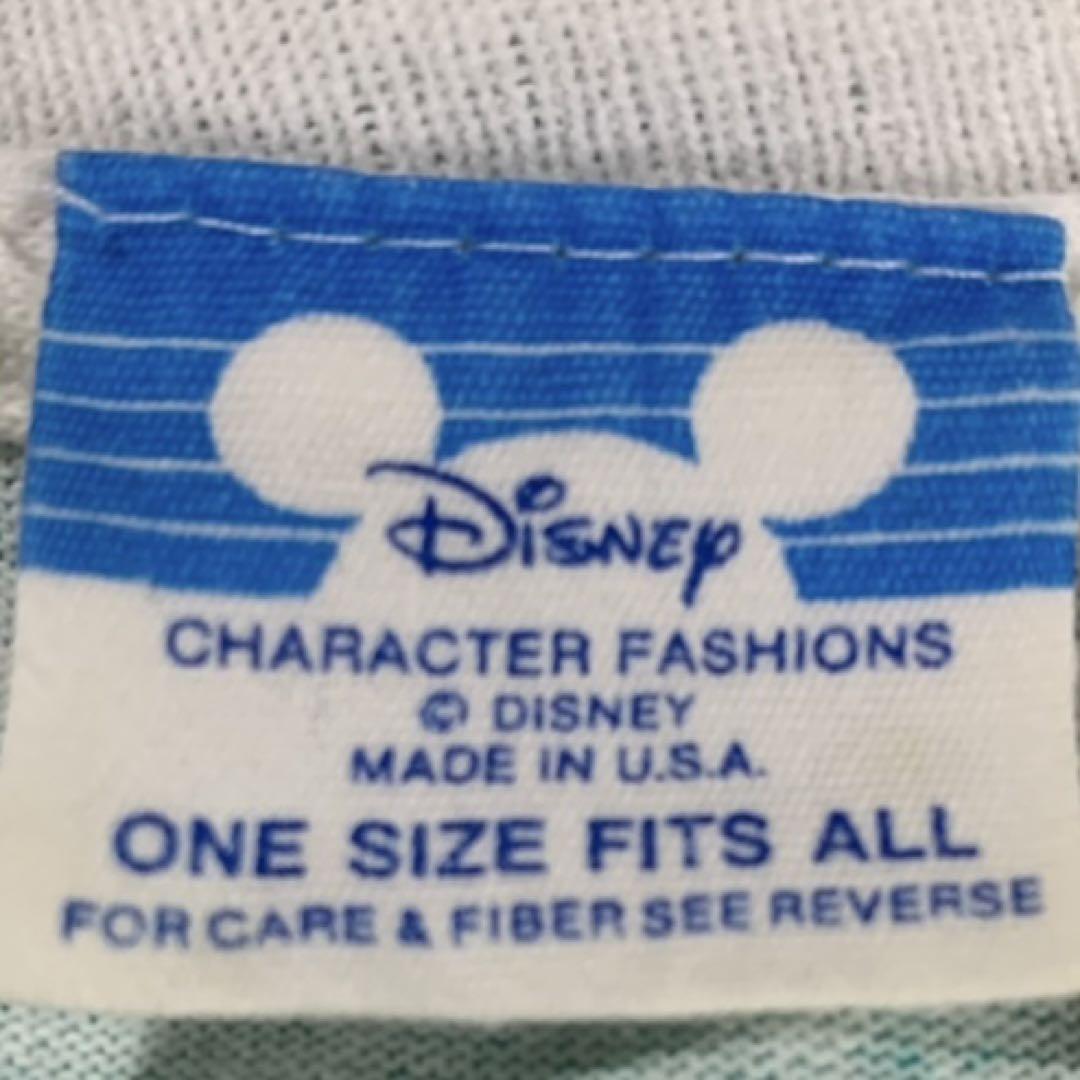 Disney
CHARACTER FASHIONS
© DISNEY
MADE IN U.S.A.
ONE SIZE FITS ALL
FOR CARE & FIBER SEE REVERSE